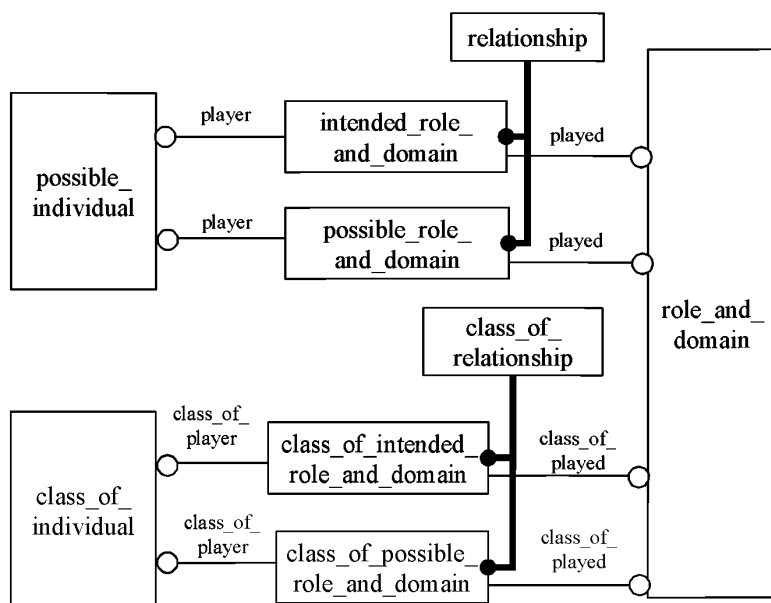 relationship
player
intended_role_
and_domain
played
possible_
individual
player
possible_role_
and_domain
played
role_and_
domain
class_of_
relationship
class_of_
player
class_of_intended_
role_and_domain
class_of_
played
class_of_
individual
class_of_
player
class_of_possible_
role_and_domain
class_of_
played